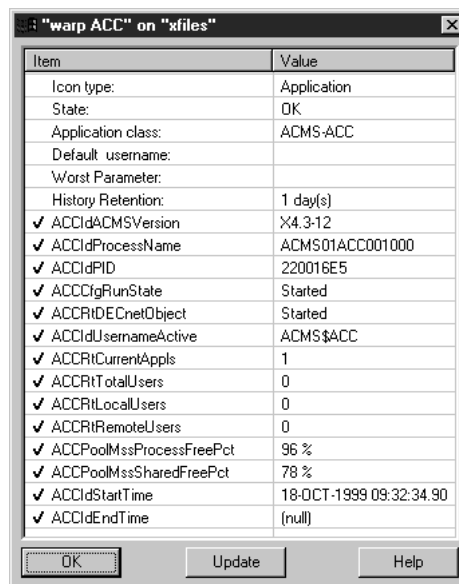 "warp ACC" on "xfiles"
Item Value
Icon type: Application
State: OK
Application class: ACMS-ACC
Default username:
Worst Parameter:
History Retention: 1 day(s)
ACCIdACMSVersion X4.3-12
ACCIdProcessName ACMS01ACC001000
ACCIdPID 220016E5
ACCCfgRunState Started
ACCRtDECnetObject Started
ACCIdUsernameActive ACMS$ACC
ACCRtCurrentAppls 1
ACCRtTotalUsers 0
ACCRtLocalUsers 0
ACCRtRemoteUsers 0
ACCPoolMssProcessFreePct 96 %
ACCPoolMssSharedFreePct 78 %
ACCIdStartTime 18-OCT-1999 09:32:34.90
ACCIdEndTime (null)
OK Update Help